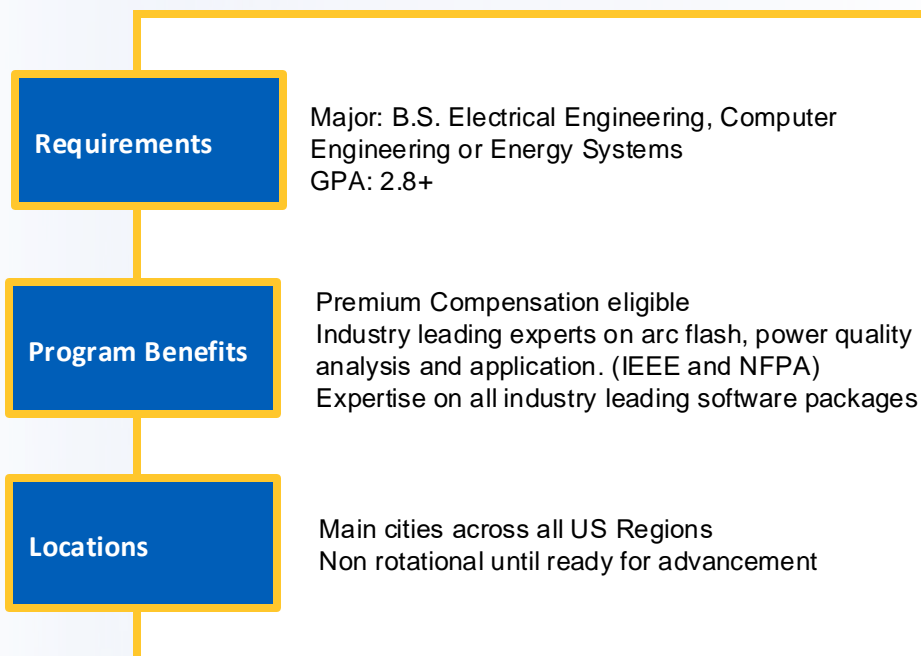 Requirements
Major: B.S. Electrical Engineering, Computer
Engineering or Energy Systems
GPA: 2.8+
Program Benefits
Premium Compensation eligible
Industry leading experts on arc flash, power quality
analysis and application. (IEEE and NFPA)
Expertise on all industry leading software packages
Locations
Main cities across all US Regions
Non rotational until ready for advancement